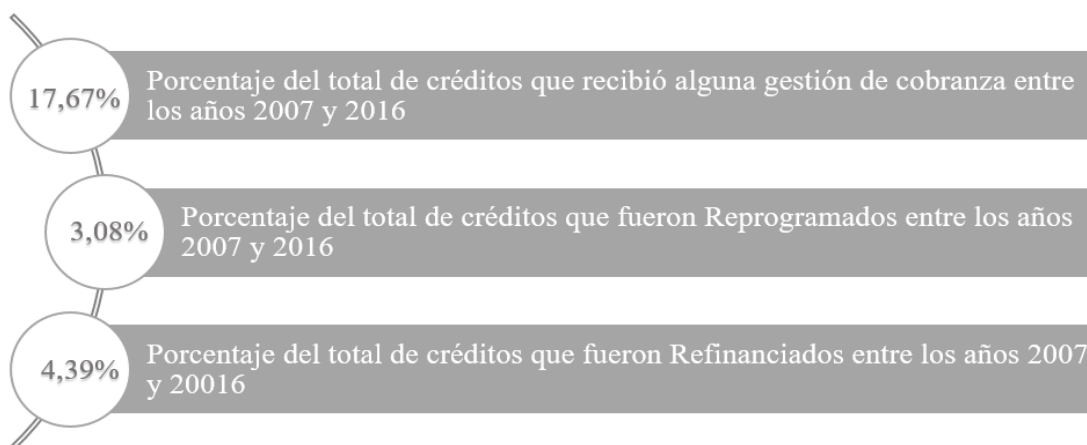 17,67%
Porcentaje del total de créditos que recibió alguna gestión de cobranza entre
los años 2007 y 2016
3,08%
Porcentaje del total de créditos que fueron Reprogramados entre los años
2007 y 2016
4,39%
Porcentaje del total de créditos que fueron Refinanciados entre los años 2007
y 20016